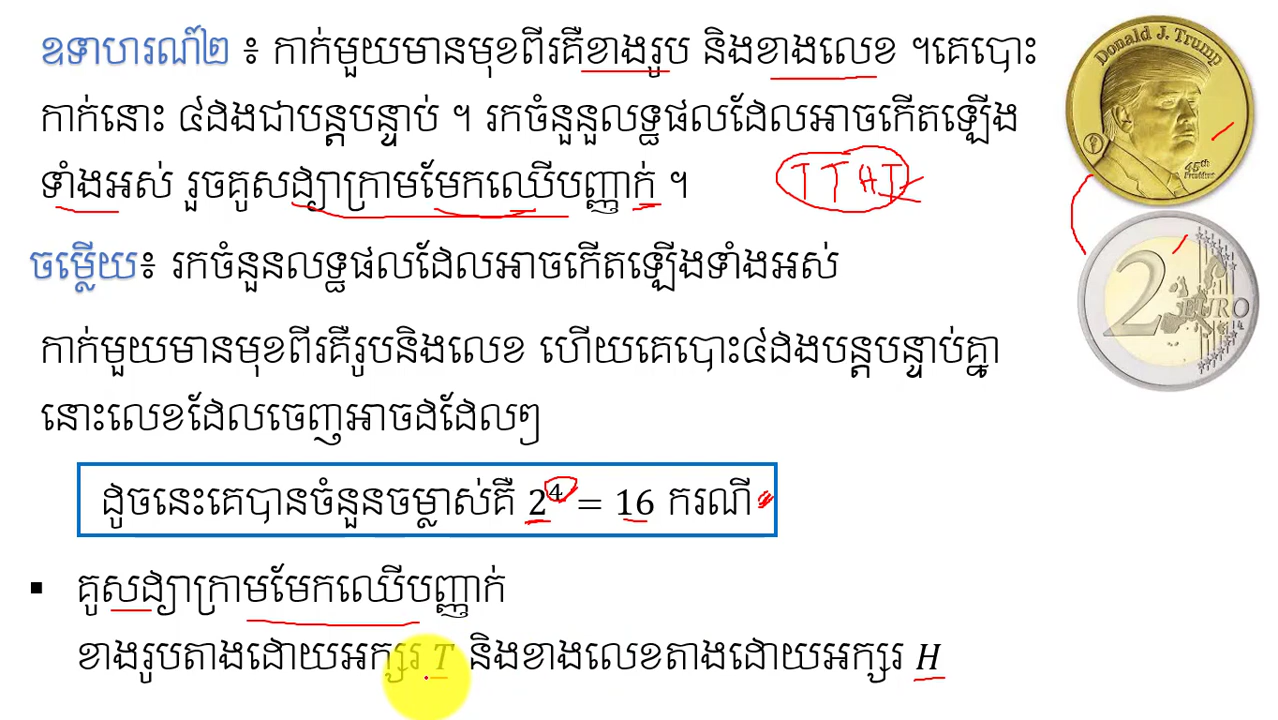 ឧទាហរណ៍២ ៖ កាក់មួយមានមុខពីរគឺខាងរូប និងខាងលេខ ។គេបោះ
កាក់នោះ ៤ដងជាបន្តបន្ទាប់ ។ រកចំនួនលទ្ធផលដែលអាចកើតឡើង
ទាំងអស់ រួចគូសដ្យាក្រាមមែកឈើបញ្ញាក់ ។
TTHT
Donald J. Trump
45th
President
2 EURO
ចម្លើយ៖ រកចំនួនលទ្ធផលដែលអាចកើតឡើងទាំងអស់
កាក់មួយមានមុខពីរគឺរូបនិងលេខ ហើយគេបោះ៤ដងបន្តបន្ទាប់គ្នា
នោះលេខដែលចេញអាចដដែលៗ
ដូចនេះគេបានចំនួនចម្លាស់គឺ 2⁴ = 16 ករណី
▪ គូសដ្យាក្រាមមែកឈើបញ្ញាក់
ខាងរូបតាងដោយអក្សរ T និងខាងលេខតាងដោយអក្សរ H